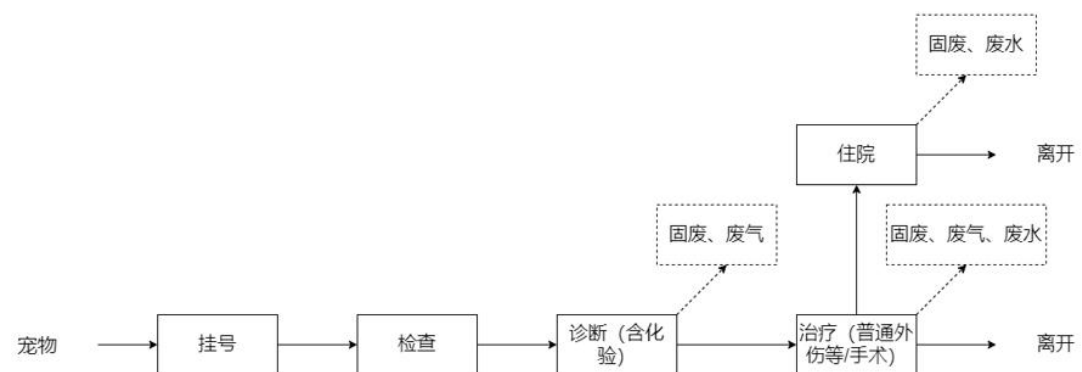 固废、废水
住院
离开
固废、废气
固废、废气、废水
宠物
挂号
检查
诊断（含化
验）
治疗（普通外
伤等/手术）
离开